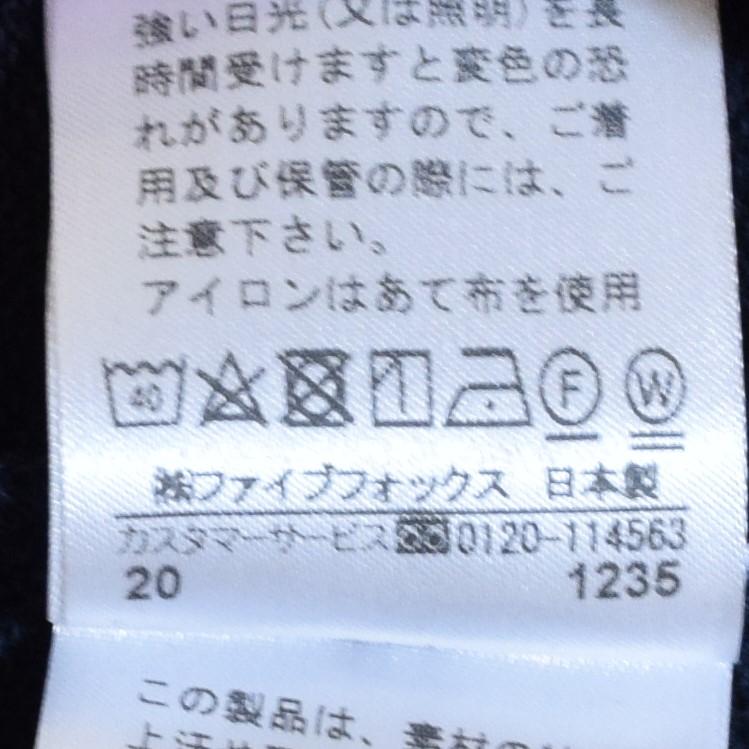 強い日光(又は照明)を長
時間受けますと変色の恐
れがありますので、ご着
用及び保管の際には、ご
注意下さい。
アイロンはあて布を使用
40 F W
㈱ファイブフォックス 日本製
カスタマーサービス 0120-114563
20 1235
この製品は、素材の